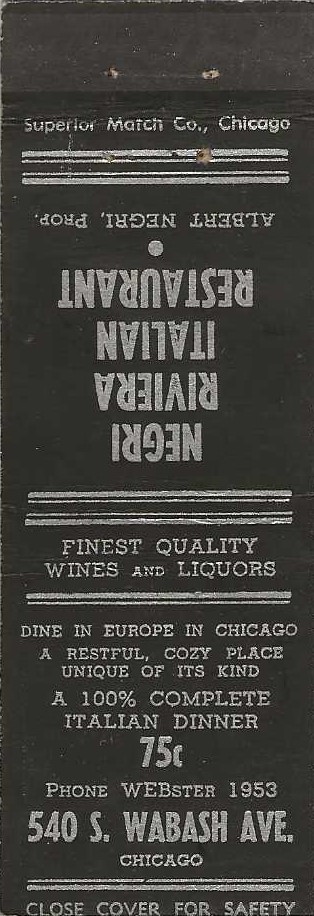 Superior Match Co., Chicago
NEGRI
RIVIERA
ITALIAN
RESTAURANT
ALBERT NEGRI, PROP.
FINEST QUALITY
WINES AND LIQUORS
DINE IN EUROPE IN CHICAGO
A RESTFUL, COZY PLACE
UNIQUE OF ITS KIND
A 100% COMPLETE
ITALIAN DINNER
75c
PHONE WEBSTER 1953
540 S. WABASH AVE.
CHICAGO
CLOSE COVER FOR SAFETY